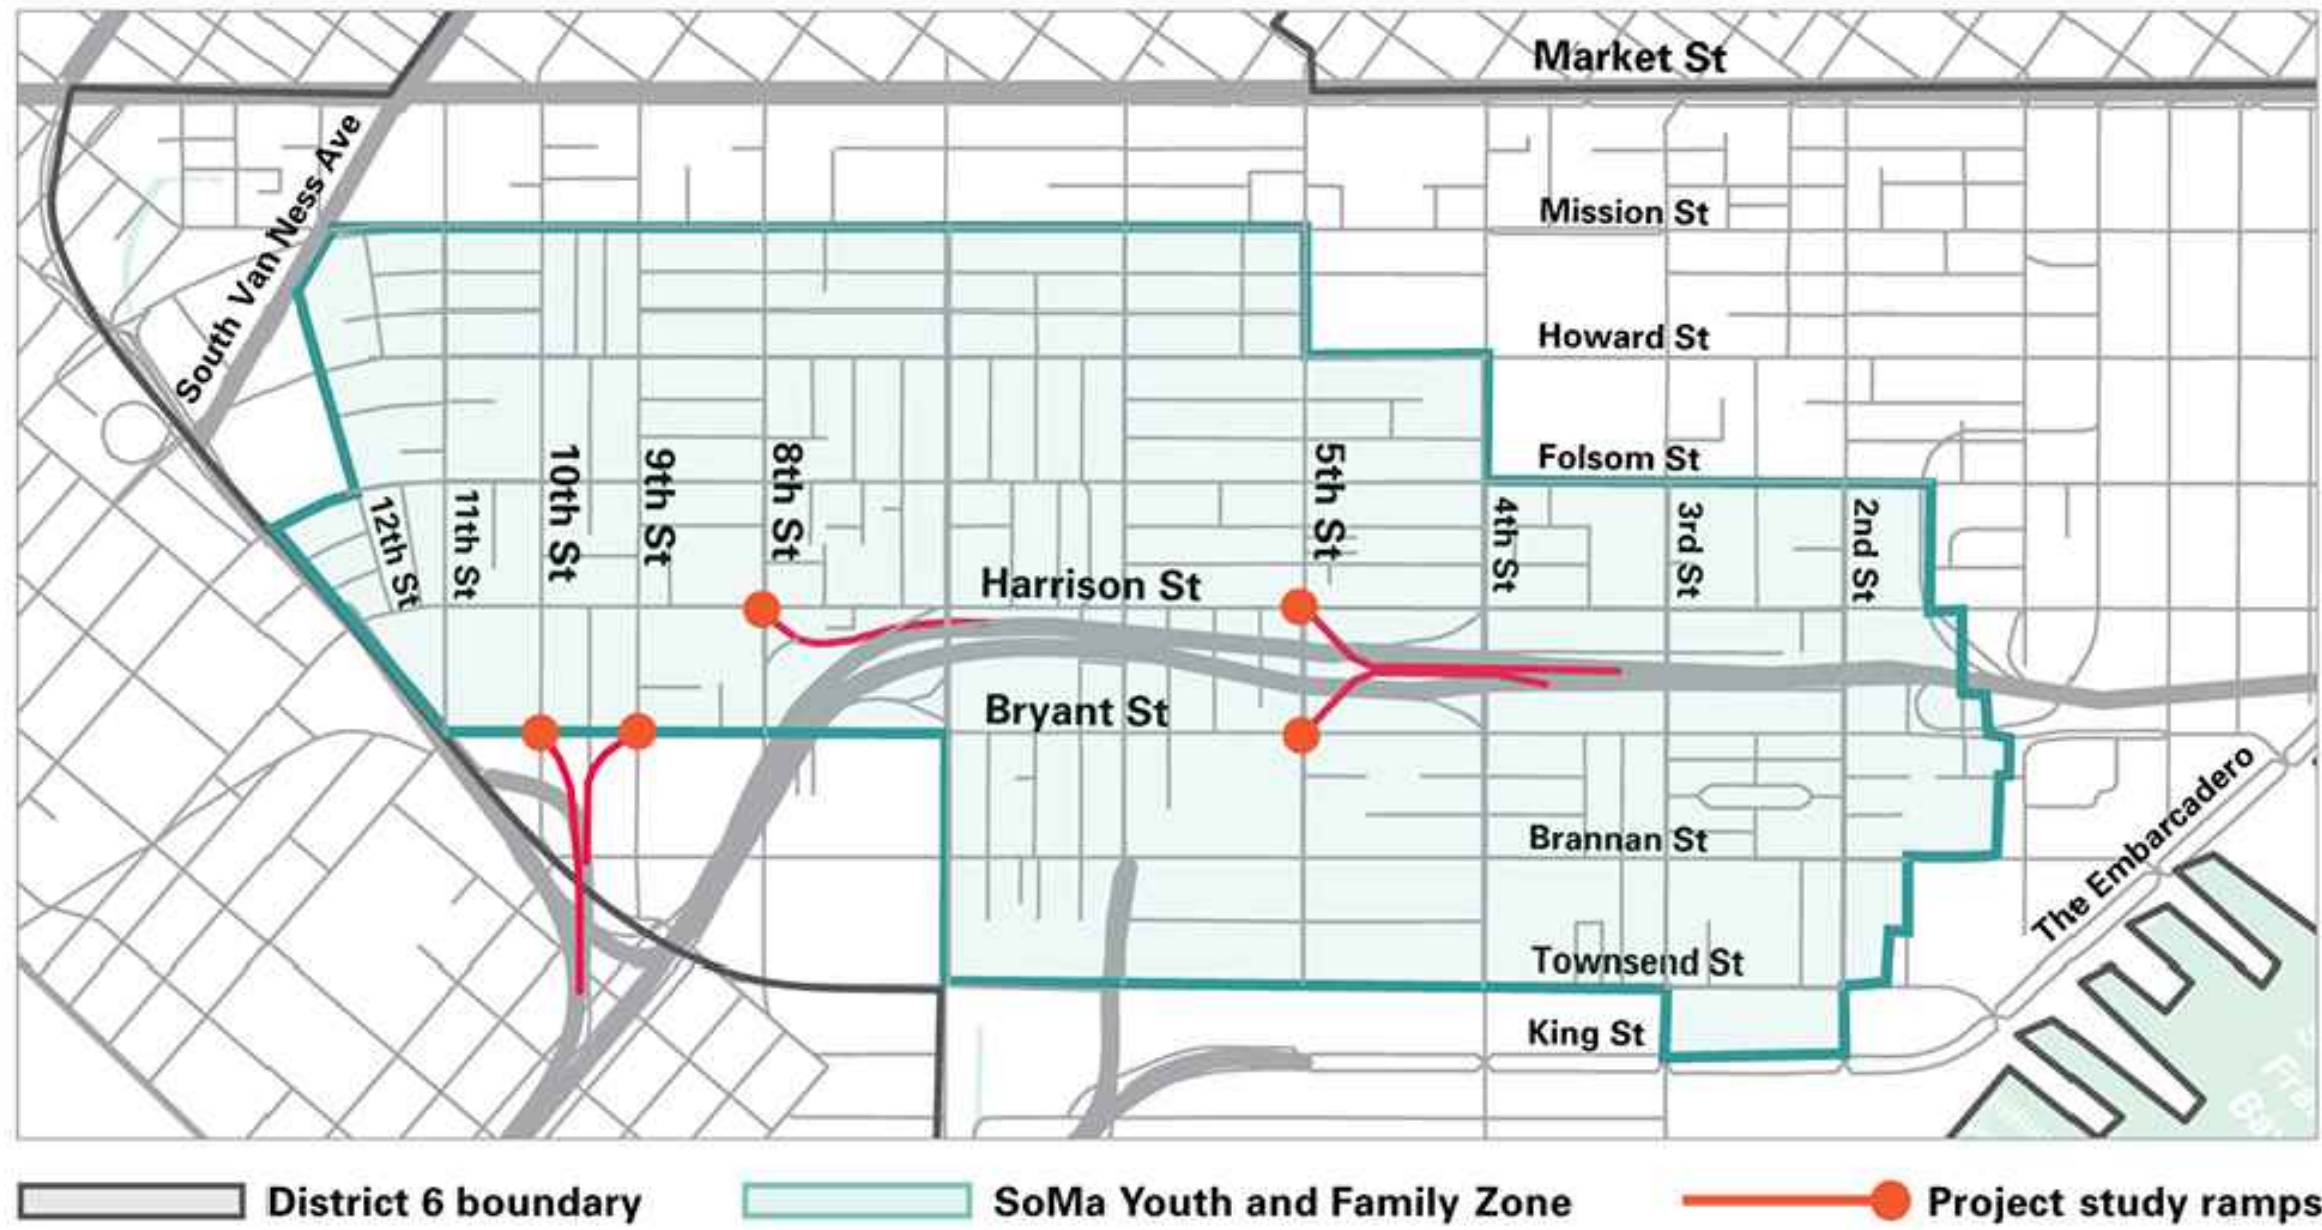 Market St
South Van Ness Ave
Mission St
Howard St
Folsom St
12th St
11th St
10th St
9th St
8th St
5th St
4th St
3rd St
2nd St
Harrison St
Bryant St
Brannan St
The Embarcadero
Townsend St
King St
District 6 boundary
SoMa Youth and Family Zone
Project study ramps